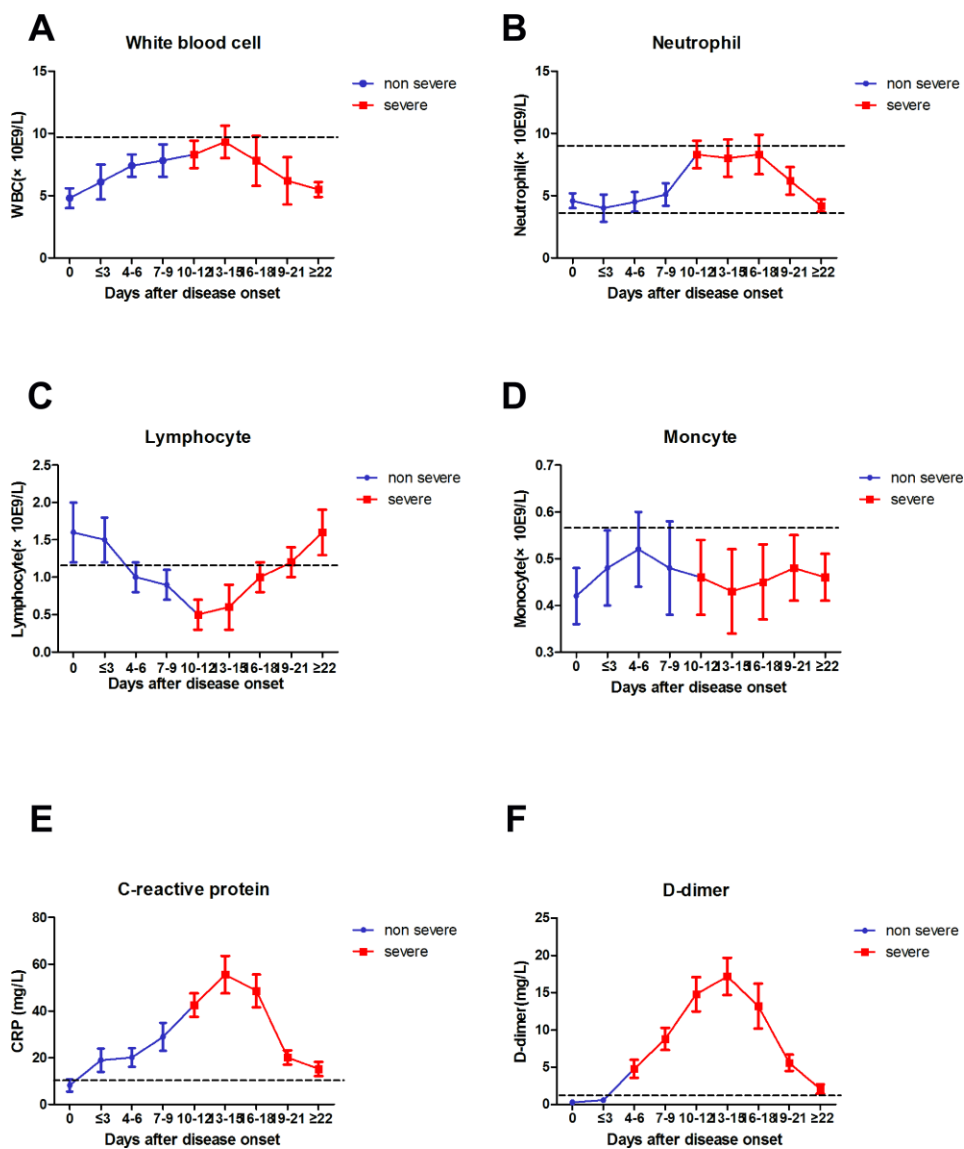 A
White blood cell
WBC(× 10E9/L)
15
10
5
0
0 ≤3 4-6 7-9 10-12 13-15 16-18 19-21 ≥22
Days after disease onset
non severe
severe
B
Neutrophil
Neutrophil(× 10E9/L)
15
10
5
0
0 ≤3 4-6 7-9 10-12 13-15 16-18 19-21 ≥22
Days after disease onset
non severe
severe
C
Lymphocyte
Lymphocyte(× 10E9/L)
2.5
2.0
1.5
1.0
0.5
0.0
0 ≤3 4-6 7-9 10-12 13-15 16-18 19-21 ≥22
Days after disease onset
non severe
severe
D
Moncyte
Monocyte(× 10E9/L)
0.7
0.6
0.5
0.4
0.3
0 ≤3 4-6 7-9 10-12 13-15 16-18 19-21 ≥22
Days after disease onset
non severe
severe
E
C-reactive protein
CRP (mg/L)
80
60
40
20
0
0 ≤3 4-6 7-9 10-12 13-15 16-18 19-21 ≥22
Days after disease onset
non severe
severe
F
D-dimer
D-dimer(mg/L)
25
20
15
10
5
0
0 ≤3 4-6 7-9 10-12 13-15 16-18 19-21 ≥22
Days after disease onset
non severe
severe